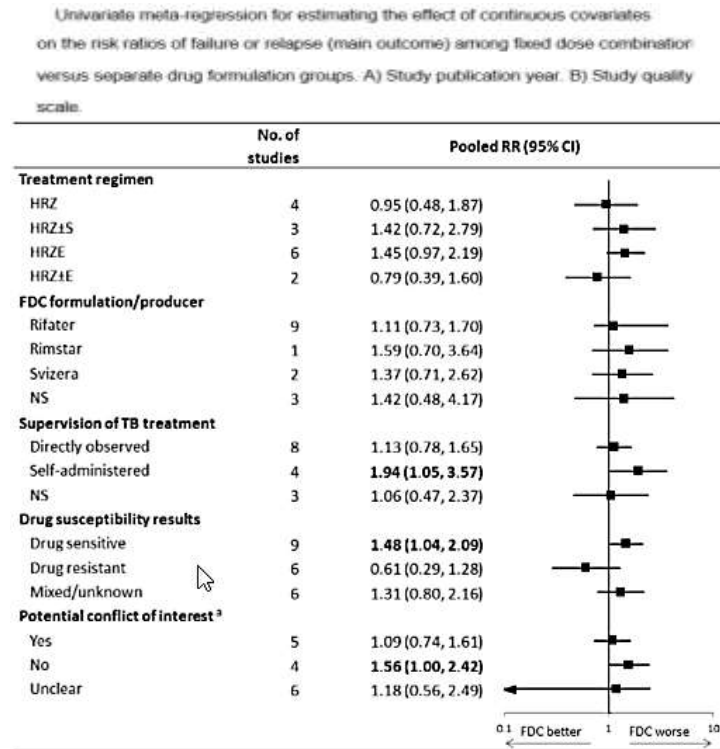 Univariate meta-regression for estimating the effect of continuous covariates
on the risk ratios of failure or relapse (main outcome) among fixed dose combination
versus separate drug formulation groups. A) Study publication year. B) Study quality
scale.
No. of studies Pooled RR (95% CI)
Treatment regimen
HRZ 4 0.95 (0.48, 1.87)
HRZ±S 3 1.42 (0.72, 2.79)
HRZE 6 1.45 (0.97, 2.19)
HRZ±E 2 0.79 (0.39, 1.60)
FDC formulation/producer
Rifater 9 1.11 (0.73, 1.70)
Rimstar 1 1.59 (0.70, 3.64)
Svizera 2 1.37 (0.71, 2.62)
NS 3 1.42 (0.48, 4.17)
Supervision of TB treatment
Directly observed 8 1.13 (0.78, 1.65)
Self-administered 4 1.94 (1.05, 3.57)
NS 3 1.06 (0.47, 2.37)
Drug susceptibility results
Drug sensitive 9 1.48 (1.04, 2.09)
Drug resistant 6 0.61 (0.29, 1.28)
Mixed/unknown 6 1.31 (0.80, 2.16)
Potential conflict of interest ³
Yes 5 1.09 (0.74, 1.61)
No 4 1.56 (1.00, 2.42)
Unclear 6 1.18 (0.56, 2.49)
0.1 1 10
FDC better FDC worse